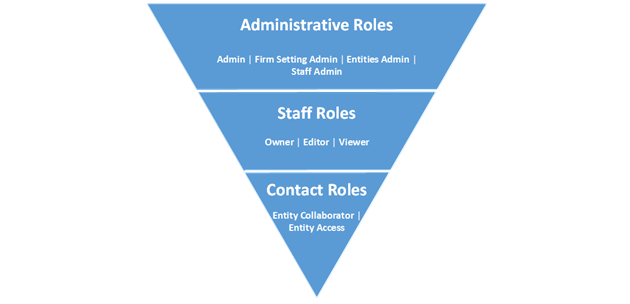 Administrative Roles
Admin | Firm Setting Admin | Entities Admin |
Staff Admin
Staff Roles
Owner | Editor | Viewer
Contact Roles
Entity Collaborator |
Entity Access